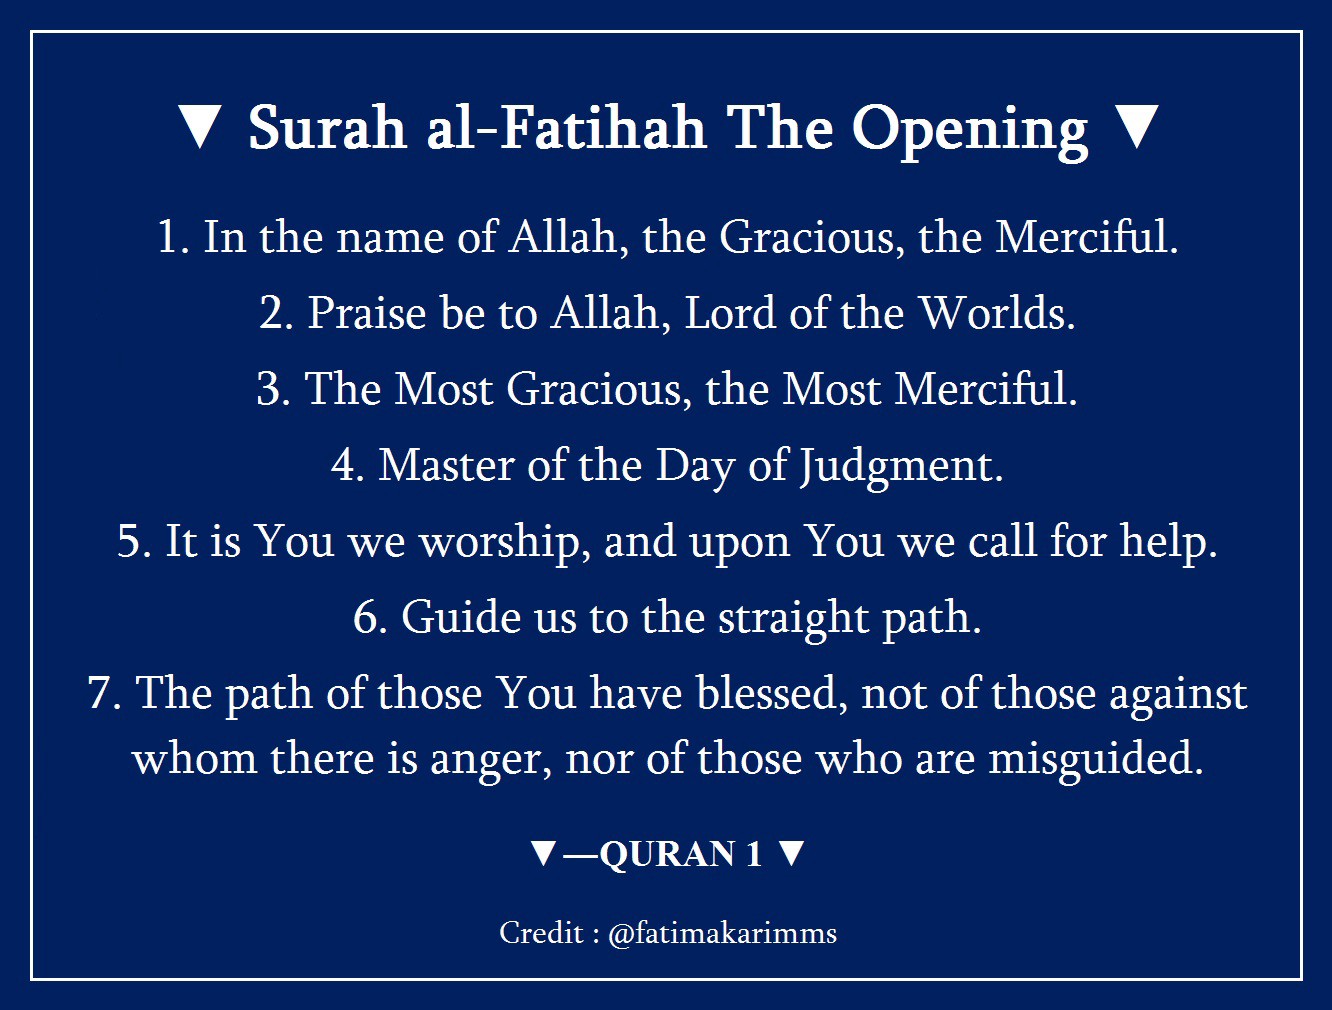 ▼ Surah al-Fatihah The Opening ▼
1. In the name of Allah, the Gracious, the Merciful.
2. Praise be to Allah, Lord of the Worlds.
3. The Most Gracious, the Most Merciful.
4. Master of the Day of Judgment.
5. It is You we worship, and upon You we call for help.
6. Guide us to the straight path.
7. The path of those You have blessed, not of those against
whom there is anger, nor of those who are misguided.
▼—QURAN 1 ▼
Credit : @fatimakarimms